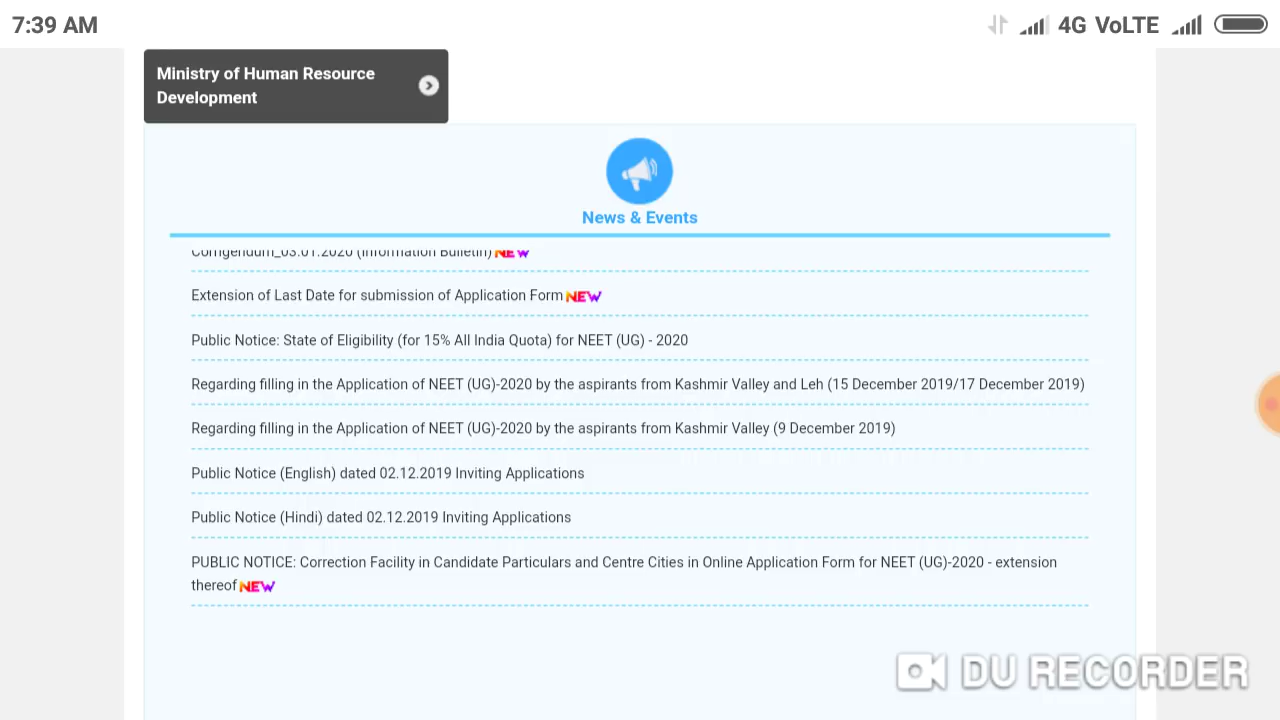 7:39 AM
4G VoLTE
Ministry of Human Resource
Development
News & Events
Corrigendum_03.01.2020 (Information Bulletin) NEW
Extension of Last Date for submission of Application Form NEW
Public Notice: State of Eligibility (for 15% All India Quota) for NEET (UG) - 2020
Regarding filling in the Application of NEET (UG)-2020 by the aspirants from Kashmir Valley and Leh (15 December 2019/17 December 2019)
Regarding filling in the Application of NEET (UG)-2020 by the aspirants from Kashmir Valley (9 December 2019)
Public Notice (English) dated 02.12.2019 Inviting Applications
Public Notice (Hindi) dated 02.12.2019 Inviting Applications
PUBLIC NOTICE: Correction Facility in Candidate Particulars and Centre Cities in Online Application Form for NEET (UG)-2020 - extension
thereof NEW
DU RECORDER